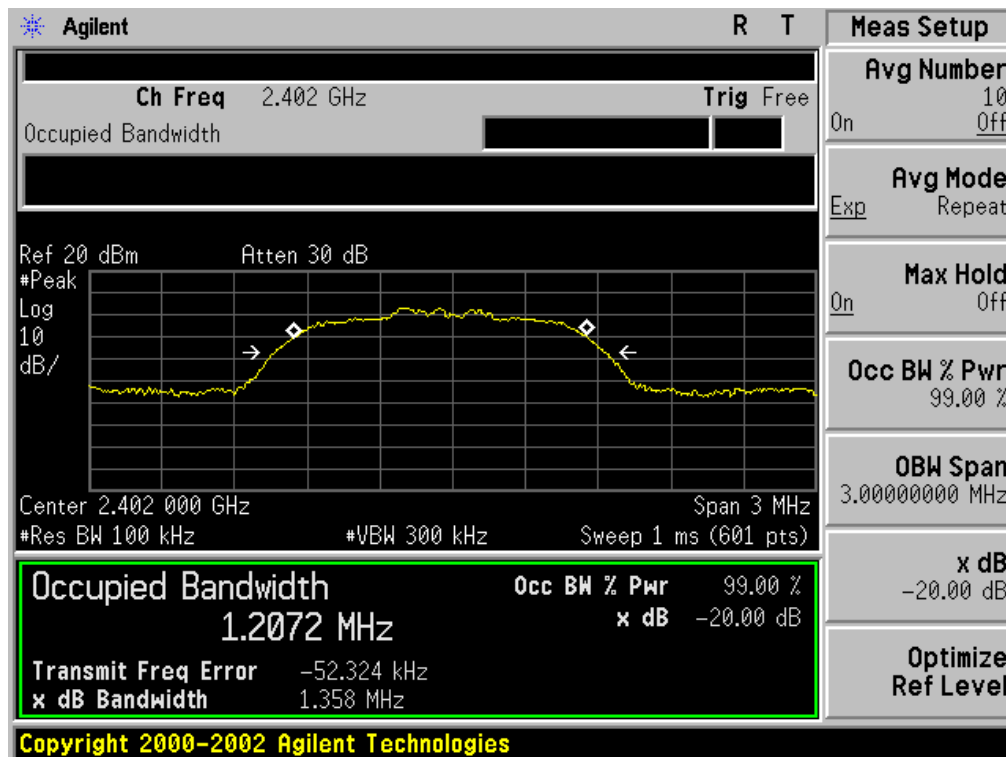 Agilent R T
Meas Setup
Ch Freq 2.402 GHz Trig Free
Occupied Bandwidth
Avg Number
10
On Off
Avg Mode
Exp Repeat
Max Hold
On Off
Occ BW % Pwr
99.00 %
OBW Span
3.00000000 MHz
x dB
-20.00 dB
Optimize
Ref Level
Ref 20 dBm Atten 30 dB
#Peak
Log
10
dB/
Center 2.402 000 GHz Span 3 MHz
#Res BW 100 kHz #VBW 300 kHz Sweep 1 ms (601 pts)
Occupied Bandwidth Occ BW % Pwr 99.00 %
1.2072 MHz x dB -20.00 dB
Transmit Freq Error -52.324 kHz
x dB Bandwidth 1.358 MHz
Copyright 2000-2002 Agilent Technologies